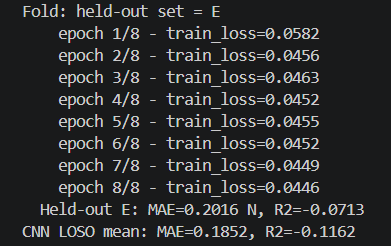 Fold: held-out set = E
epoch 1/8 - train_loss=0.0582
epoch 2/8 - train_loss=0.0456
epoch 3/8 - train_loss=0.0463
epoch 4/8 - train_loss=0.0452
epoch 5/8 - train_loss=0.0455
epoch 6/8 - train_loss=0.0452
epoch 7/8 - train_loss=0.0449
epoch 8/8 - train_loss=0.0446
Held-out E: MAE=0.2016 N, R2=-0.0713
CNN LOSO mean: MAE=0.1852, R2=-0.1162